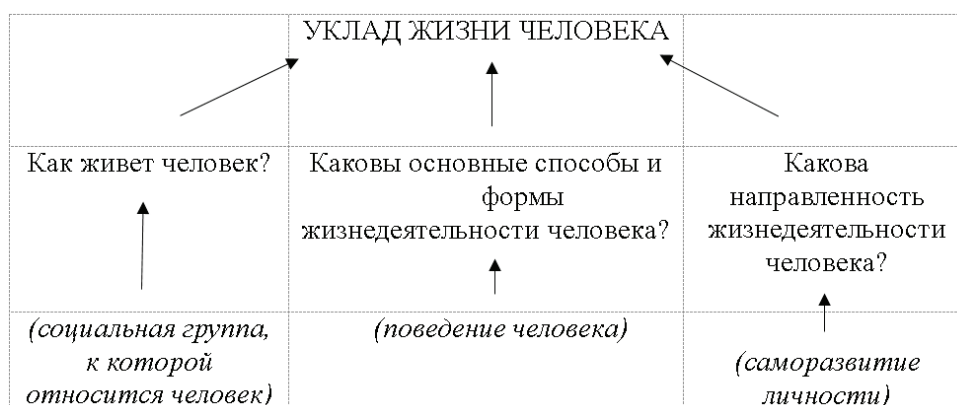 УКЛАД ЖИЗНИ ЧЕЛОВЕКА
Как живет человек?
Каковы основные способы и
формы
жизнедеятельности человека?
Какова
направленность
жизнедеятельности
человека?
(социальная группа,
к которой
относится человек)
(поведение человека)
(саморазвитие
личности)